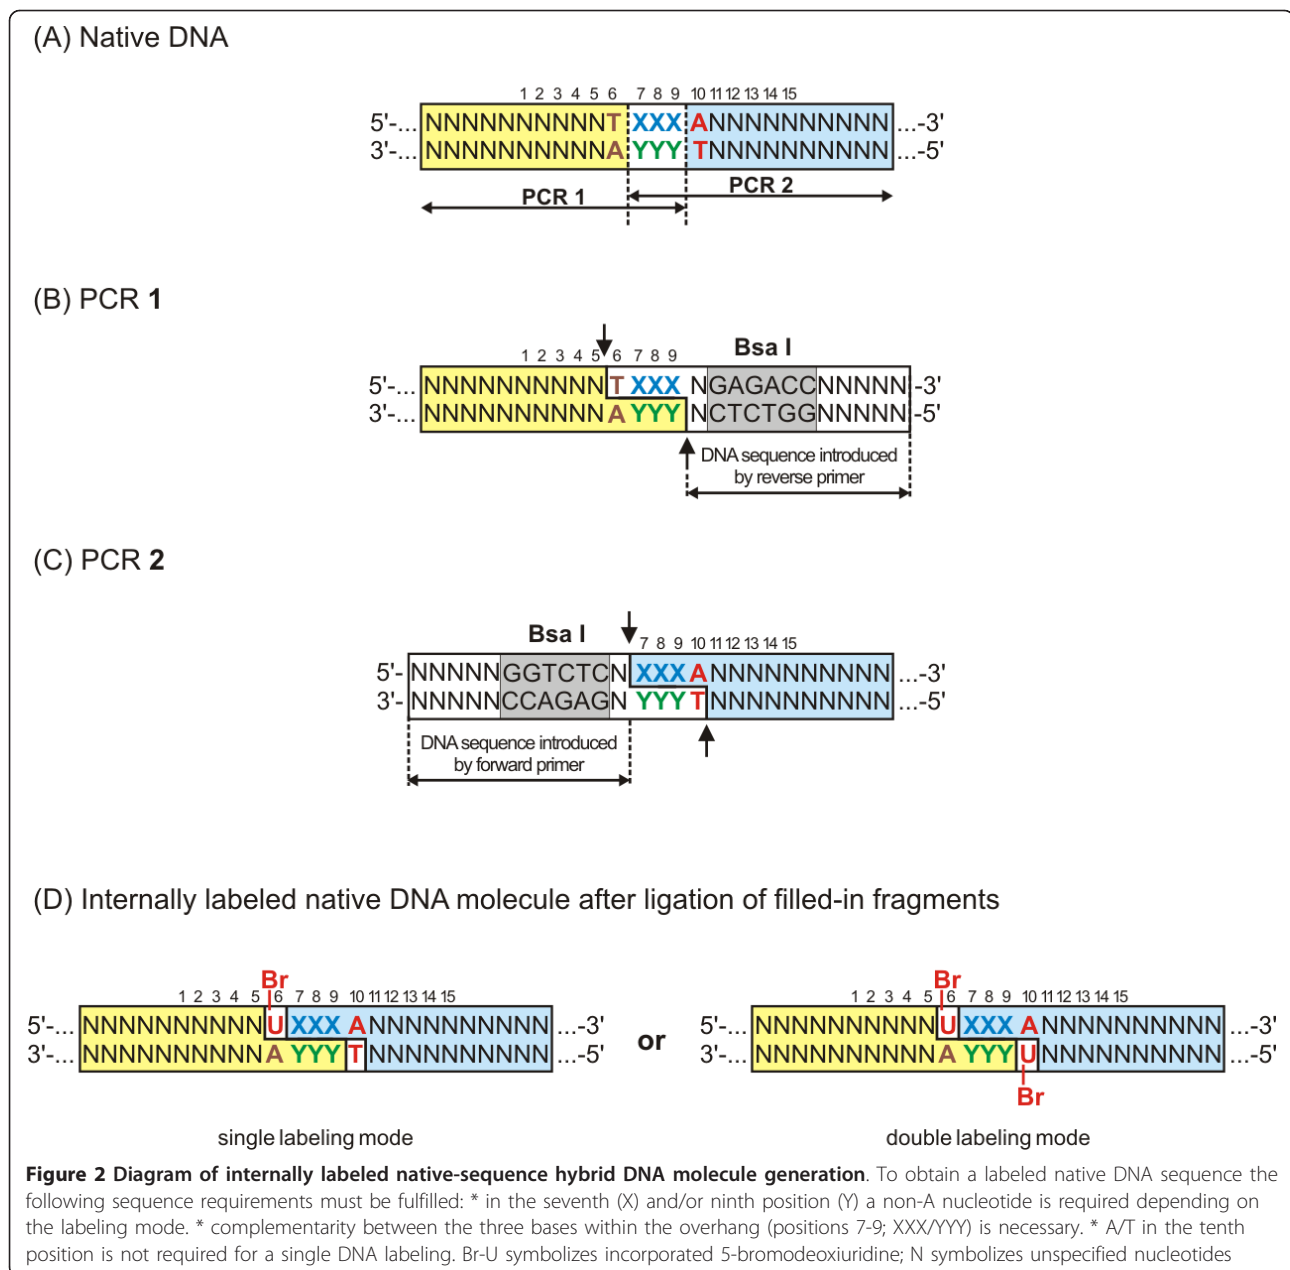 (A) Native DNA
1 2 3 4 5 6 7 8 9 10 11 12 13 14 15
5'-... NNNNNNNNNNT XXX ANNNNNNNNNN ...-3'
3'-... NNNNNNNNNNA YYY TNNNNNNNNNN ...-5'
PCR 1 PCR 2
(B) PCR 1
1 2 3 4 5 6 7 8 9 Bsa I
5'-... NNNNNNNNNN T XXX NGAGACCNNNNN -3'
3'-... NNNNNNNNNN A YYY NCTCTGGNNNNN -5'
DNA sequence introduced
by reverse primer
(C) PCR 2
Bsa I 7 8 9 10 11 12 13 14 15
5'- NNNNNGGTCTCN XXX ANNNNNNNNNN ...-3'
3'- NNNNNCCAGAGN YYY TNNNNNNNNNN ...-5'
DNA sequence introduced
by forward primer
(D) Internally labeled native DNA molecule after ligation of filled-in fragments
Br
1 2 3 4 5 6 7 8 9 10 11 12 13 14 15
5'-... NNNNNNNNNN U XXX A NNNNNNNNNN ...-3'
3'-... NNNNNNNNNN A YYY T NNNNNNNNNN ...-5'
single labeling mode
or
Br
1 2 3 4 5 6 7 8 9 10 11 12 13 14 15
5'-... NNNNNNNNNN U XXX A NNNNNNNNNN ...-3'
3'-... NNNNNNNNNN A YYY U NNNNNNNNNN ...-5'
Br
double labeling mode
Figure 2 Diagram of internally labeled native-sequence hybrid DNA molecule generation. To obtain a labeled native DNA sequence the
following sequence requirements must be fulfilled: * in the seventh (X) and/or ninth position (Y) a non-A nucleotide is required depending on
the labeling mode. * complementarity between the three bases within the overhang (positions 7-9; XXX/YYY) is necessary. * A/T in the tenth
position is not required for a single DNA labeling. Br-U symbolizes incorporated 5-bromodeoxiuridine; N symbolizes unspecified nucleotides